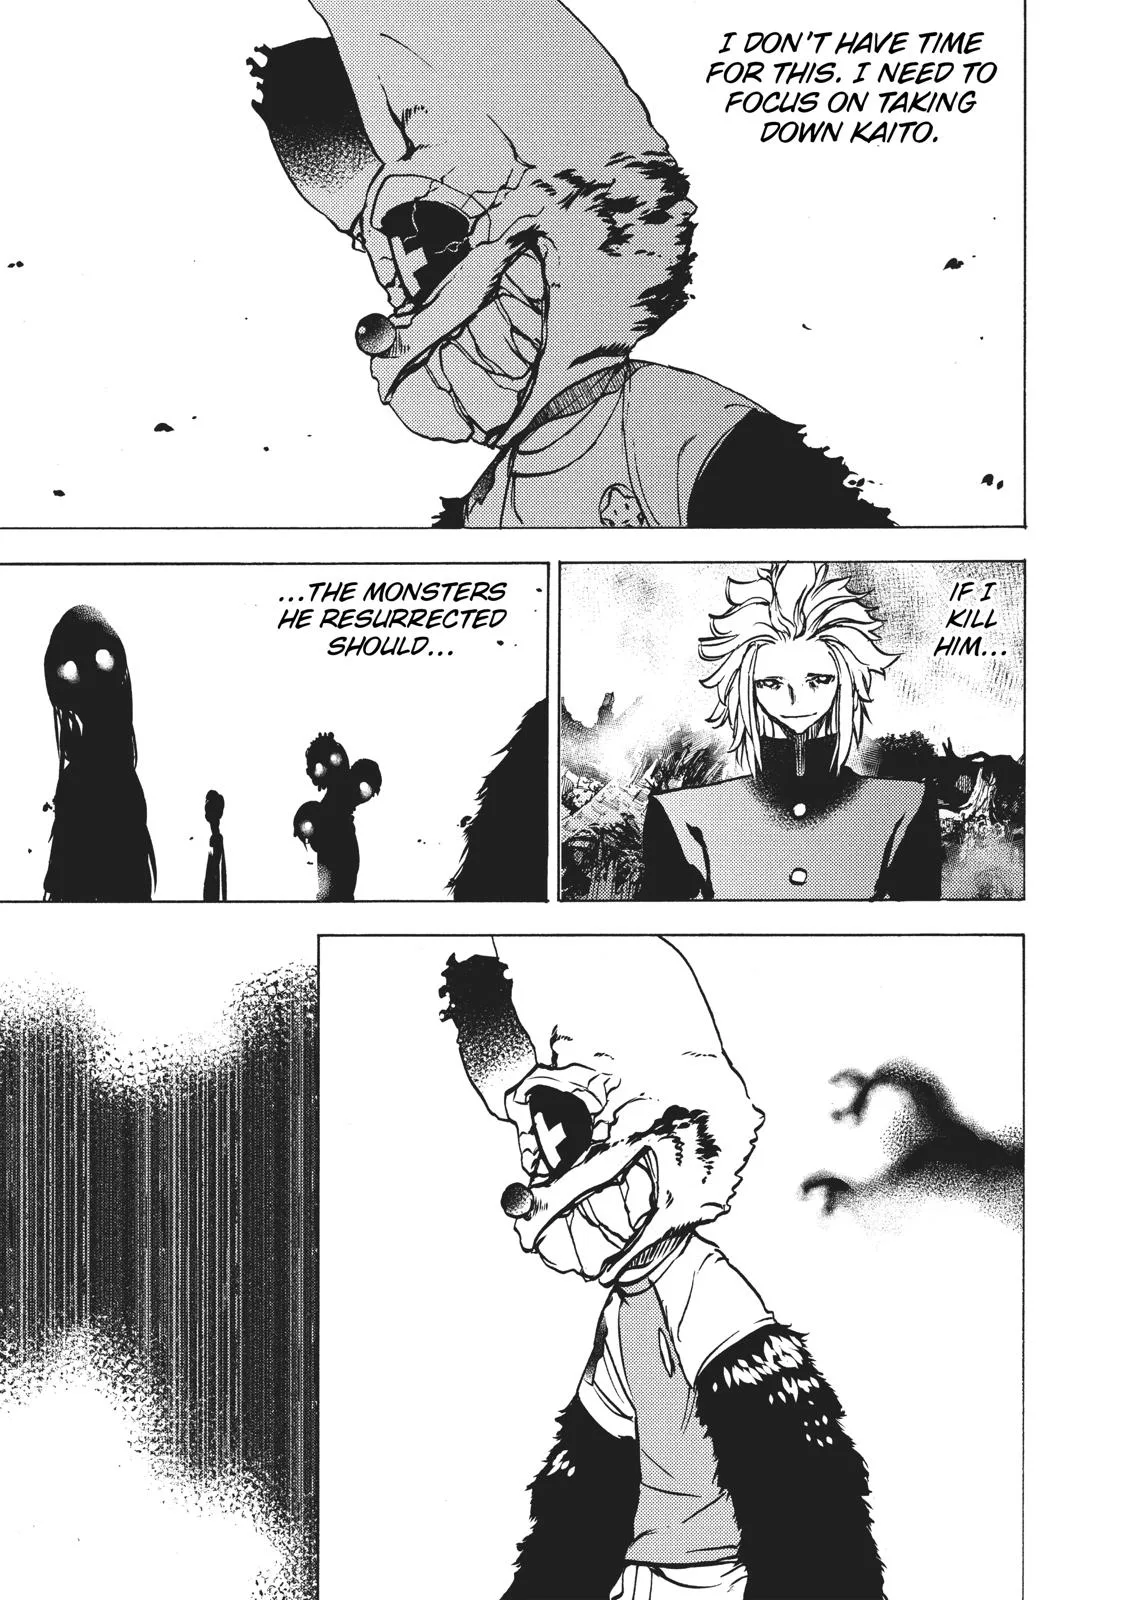 I DON'T HAVE TIME
FOR THIS. I NEED TO
FOCUS ON TAKING
DOWN KAITO.
IF I
KILL
HIM...
...THE MONSTERS
HE RESURRECTED
SHOULD...